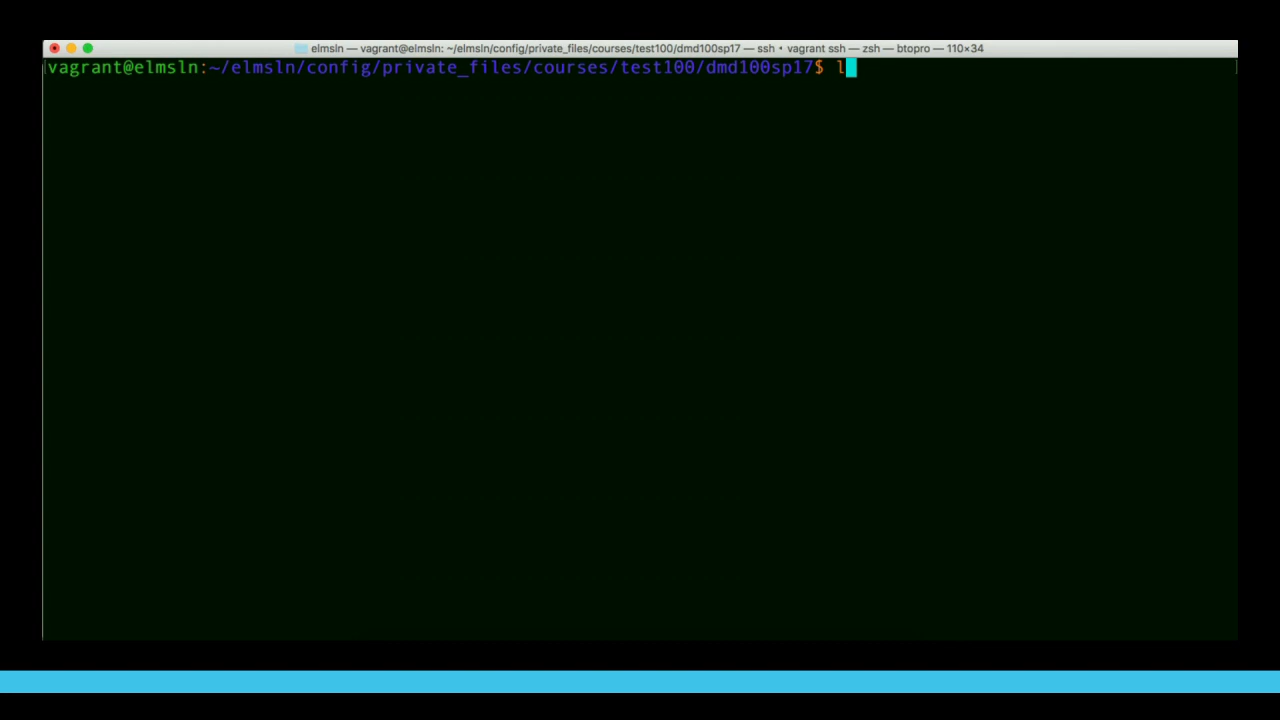 elmsln — vagrant@elmsln: ~/elmsln/config/private_files/courses/test100/dmd100sp17 — ssh • vagrant ssh — zsh — btopro — 110×34
vagrant@elmsln:~/elmsln/config/private_files/courses/test100/dmd100sp17$ l